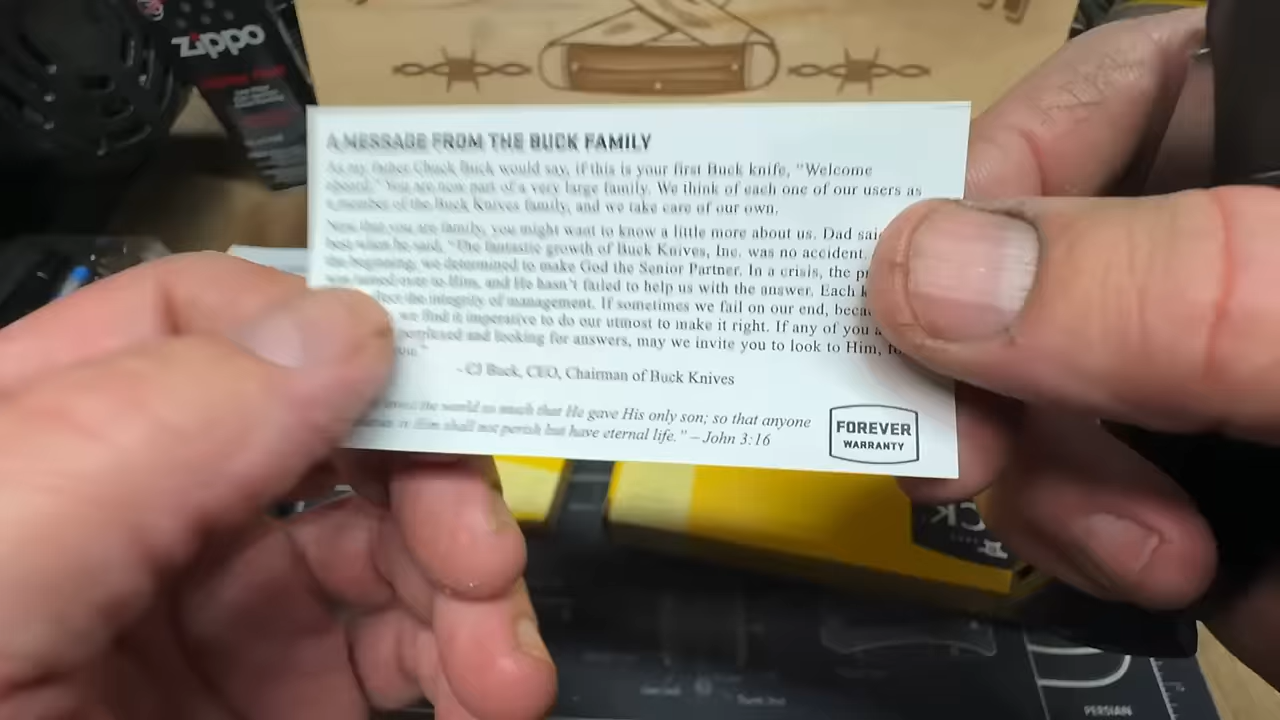 zippo
A MESSAGE FROM THE BUCK FAMILY
As my father Chuck Buck would say, if this is your first Buck knife, "Welcome
aboard." You are now part of a very large family. We think of each one of our users as
a member of the Buck Knives family, and we take care of our own.
Now that you are family, you might want to know a little more about us. Dad said
best when he said, "The fantastic growth of Buck Knives, Inc. was no accident.
the beginning, we determined to make God the Senior Partner. In a crisis, the
was turned over to Him, and He hasn't failed to help us with the answer. Each
the integrity of management. If sometimes we fail on our end,
we find it imperative to do our utmost to make it right. If any of you
perplexed and looking for answers, may we invite you to look to Him,
you."
-CJ Buck, CEO, Chairman of Buck Knives
the world so much that He gave His only son; so that anyone
in Him shall not perish but have eternal life." – John 3:16
FOREVER
WARRANTY
PERSIAN